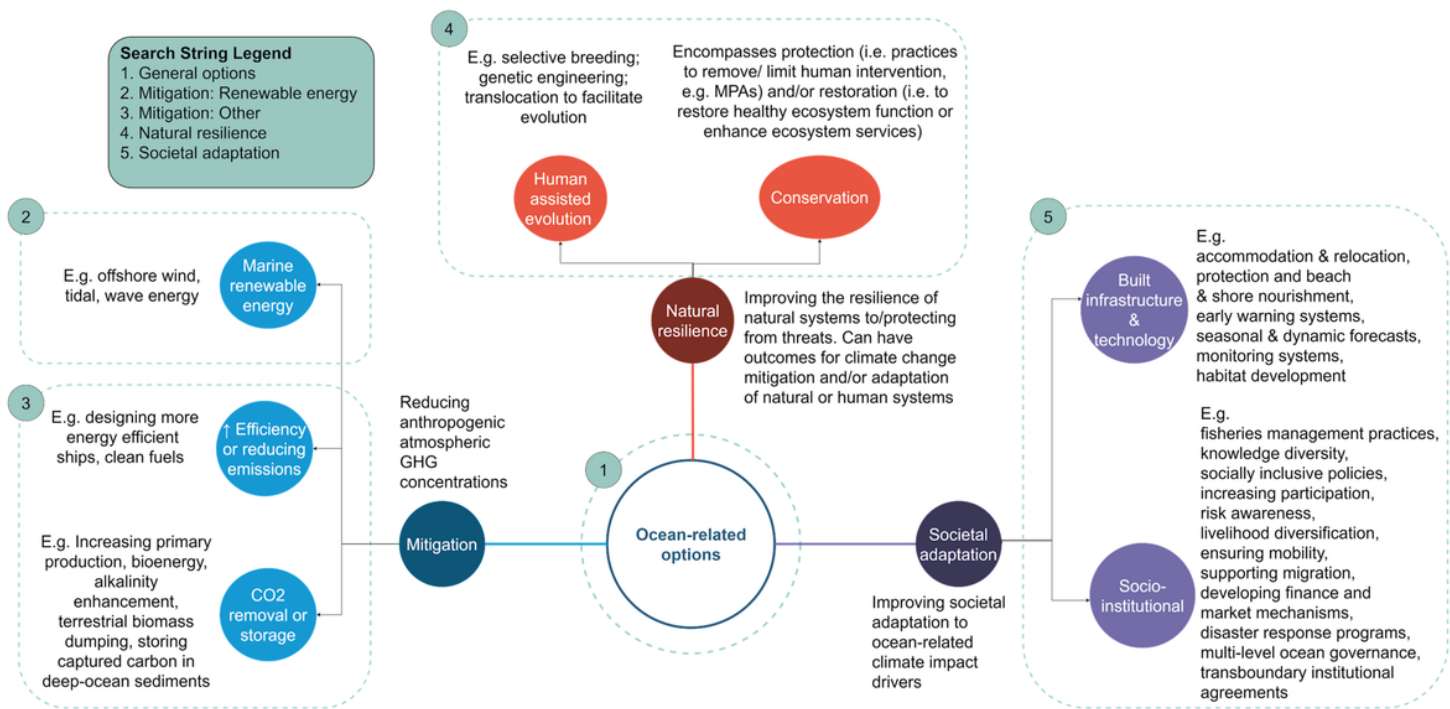 Search String Legend
1. General options
2. Mitigation: Renewable energy
3. Mitigation: Other
4. Natural resilience
5. Societal adaptation
4
E.g. selective breeding;
genetic engineering;
translocation to facilitate
evolution
Encompasses protection (i.e. practices
to remove/ limit human intervention,
e.g. MPAs) and/or restoration (i.e. to
restore healthy ecosystem function or
enhance ecosystem services)
Human
assisted
evolution
Conservation
2
E.g. offshore wind,
tidal, wave energy
Marine
renewable
energy
Natural
resilience
Improving the resilience of
natural systems to/protecting
from threats. Can have
outcomes for climate change
mitigation and/or adaptation
of natural or human systems
3
E.g. designing more
energy efficient
ships, clean fuels
↑ Efficiency
or reducing
emissions
E.g. Increasing primary
production, bioenergy,
alkalinity
enhancement,
terrestrial biomass
dumping, storing
captured carbon in
deep-ocean sediments
CO2
removal or
storage
Reducing
anthropogenic
atmospheric
GHG
concentrations
Mitigation
1
Ocean-related
options
Societal
adaptation
Improving societal
adaptation to
ocean-related
climate impact
drivers
5
Built
infrastructure
&
technology
E.g.
accommodation & relocation,
protection and beach
& shore nourishment,
early warning systems,
seasonal & dynamic forecasts,
monitoring systems,
habitat development
Socio-
institutional
E.g.
fisheries management practices,
knowledge diversity,
socially inclusive policies,
increasing participation,
risk awareness,
livelihood diversification,
ensuring mobility,
supporting migration,
developing finance and
market mechanisms,
disaster response programs,
multi-level ocean governance,
transboundary institutional
agreements